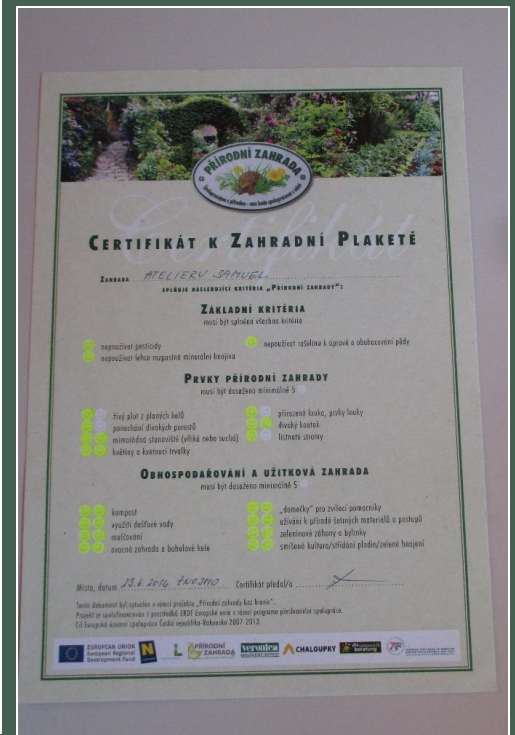 PŘÍRODNÍ ZAHRADA
Certifikát
CERTIFIKÁT K ZAHRADNÍ PLAKETĚ
ZAHRADA ATELIERY SAMUEL
SPLŇUJE NÁSLEDUJÍCÍ KRITÉRIA „PŘÍRODNÍ ZAHRADY“:
ZÁKLADNÍ KRITÉRIA
musí být splněna všechna kritéria
nepoužívat pesticidy
nepoužívat rašelinu k úpravě a obohacování půdy
nepoužívat lehce rozpustná minerální hnojiva
PRVKY PŘÍRODNÍ ZAHRADY
musí být dosaženo minimálně 5
živý plot z planých keřů
přirozená louka, prvky louky
ponechání divokých porostů
divoký koutek
mimořádná stanoviště (vlhká nebo suchá)
listnaté stromy
květiny a kvetoucí trvalky
OBHOSPODAŘOVÁNÍ A UŽITKOVÁ ZAHRADA
musí být dosaženo minimálně 5
kompost
„domečky“ pro zvířecí pomocníky
využití dešťové vody
užívání k přírodě šetrných materiálů a postupů
mulčování
zeleninové záhony a bylinky
ovocná zahrada a bobulové keře
smíšená kultura/střídání plodin/zelené hnojení
Místo, datum 23.6.2016 ZNOJMO Certifikát předal/a
Tento dokument byl vytvořen v rámci projektu „Přírodní zahrady bez hranic“.
Projekt je spolufinancován z prostředků ERDF Evropské unie v rámci programu přeshraniční spolupráce.
Cíl Evropská územní spolupráce Česká republika-Rakousko 2007-2013.
EUROPEAN UNION
European Regional
Development Fund
N
L
PŘÍRODNÍ
ZAHRADA
veronica
CHALOUPKY